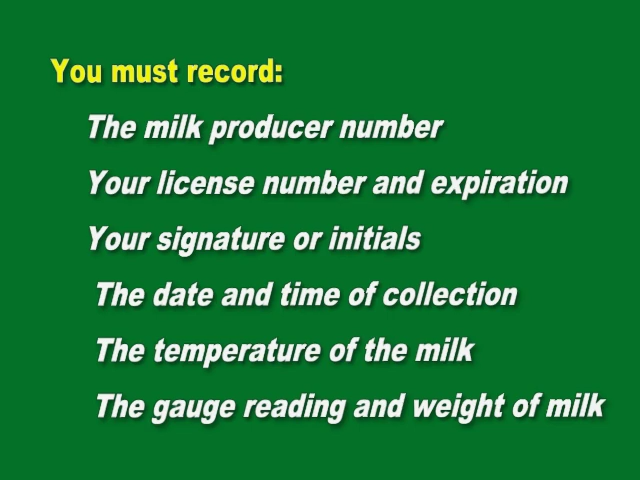 You must record:
The milk producer number
Your license number and expiration
Your signature or initials
The date and time of collection
The temperature of the milk
The gauge reading and weight of milk